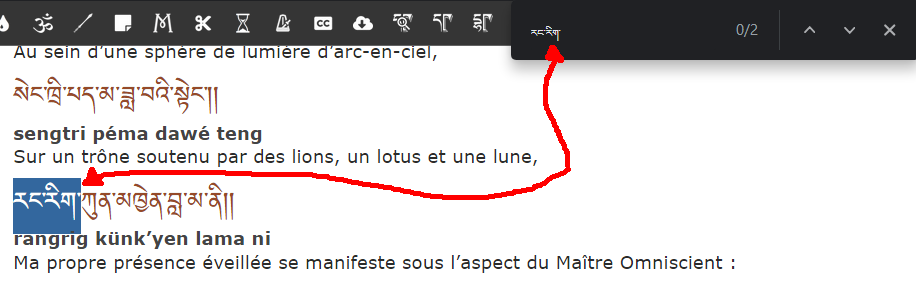 རང་རིག 0/2
Au sein d’une sphère de lumière d’arc-en-ciel,
སེང་ཁྲི་པད་མ་ཟླ་བའི་སྟེང་།།
sengtri péma dawé teng
Sur un trône soutenu par des lions, un lotus et une lune,
རང་རིག་ཀུན་མཁྱེན་བླ་མ་ནི།།
rangrig künk’yen lama ni
Ma propre présence éveillée se manifeste sous l’aspect du Maître Omniscient :